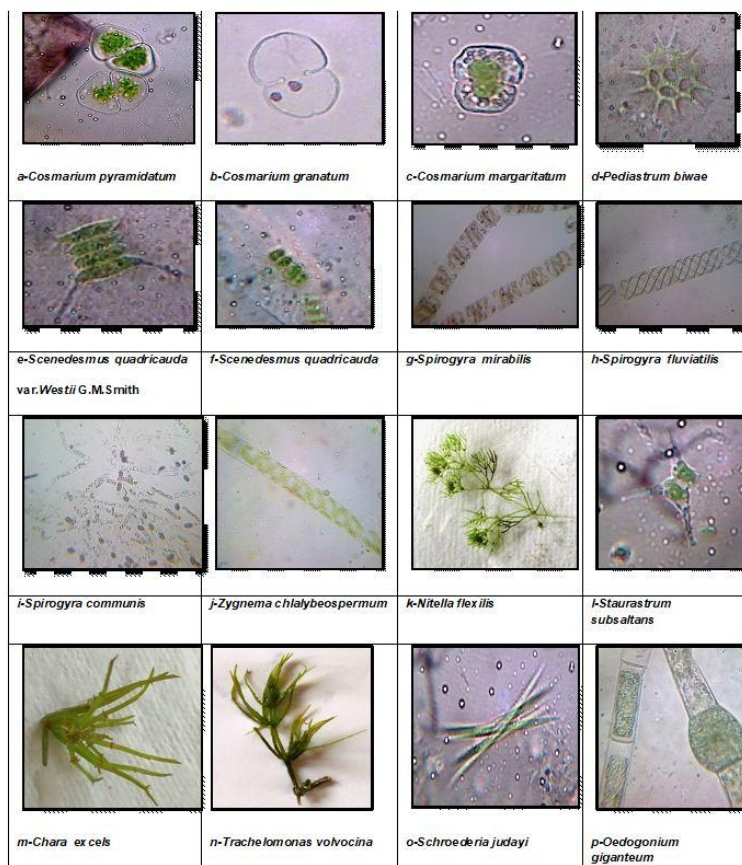 a-Cosmarium pyramidatum
b-Cosmarium granatum
c-Cosmarium margaritatum
d-Pediastrum biwae
e-Scenedesmus quadricauda
var.Westii G.M.Smith
f-Scenedesmus quadricauda
g-Spirogyra mirabilis
h-Spirogyra fluviatilis
i-Spirogyra communis
j-Zygnema chlalybeospermum
k-Nitella flexilis
l-Staurastrum
subsaltans
m-Chara excels
n-Trachelomonas volvocina
o-Schroederia judayi
p-Oedogonium
giganteum